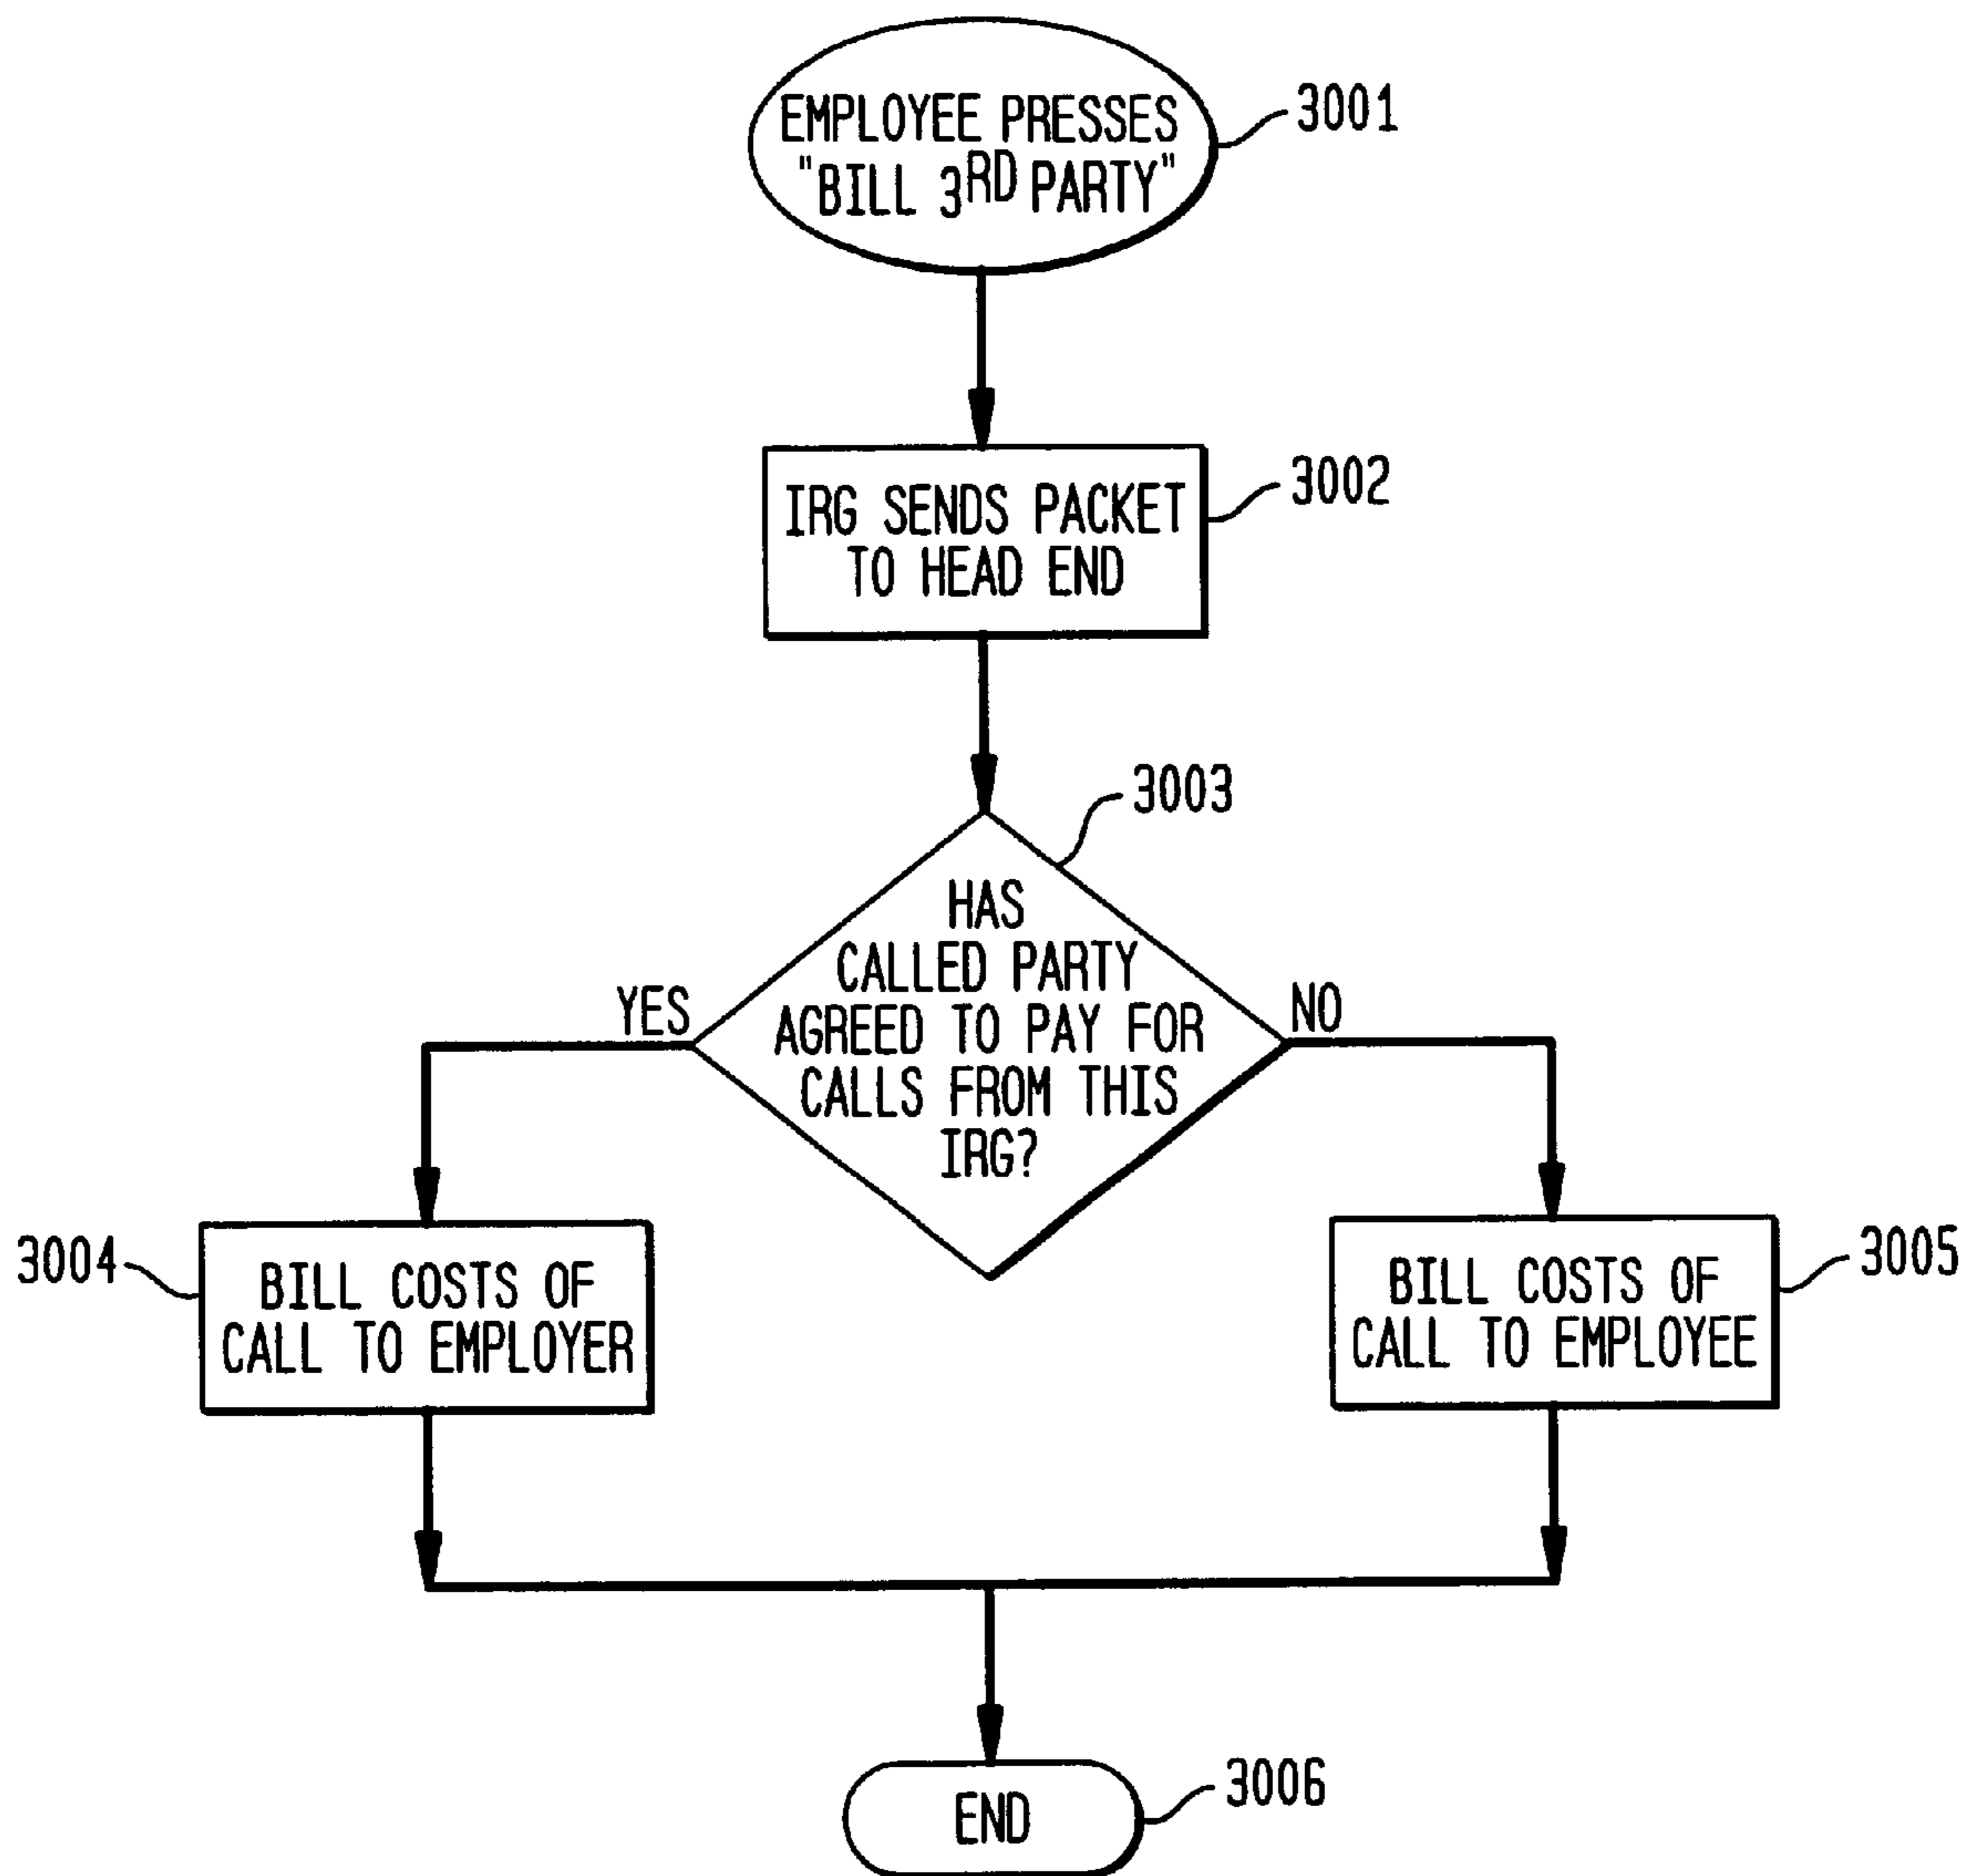 EMPLOYEE PRESSES
"BILL 3RD PARTY"
3001
IRG SENDS PACKET
TO HEAD END
3002
3003
HAS
CALLED PARTY
AGREED TO PAY FOR
CALLS FROM THIS
IRG?
YES
NO
3004
BILL COSTS OF
CALL TO EMPLOYER
BILL COSTS OF
CALL TO EMPLOYEE
3005
END
3006